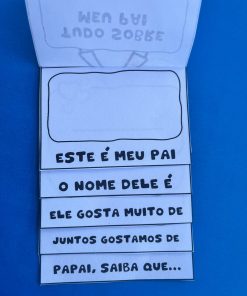 TUDO SOBRE
MEU PAI
ESTE É MEU PAI
O NOME DELE É
ELE GOSTA MUITO DE
JUNTOS GOSTAMOS DE
PAPAI, SAIBA QUE...